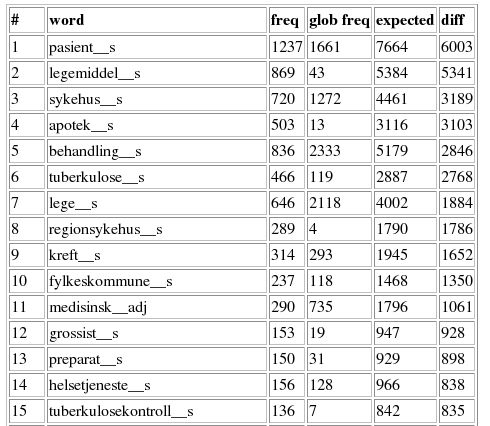 # word freq glob freq expected diff
1 pasient__s 1237 1661 7664 6003
2 legemiddel__s 869 43 5384 5341
3 sykehus__s 720 1272 4461 3189
4 apotek__s 503 13 3116 3103
5 behandling__s 836 2333 5179 2846
6 tuberkulose__s 466 119 2887 2768
7 lege__s 646 2118 4002 1884
8 regionsykehus__s 289 4 1790 1786
9 kreft__s 314 293 1945 1652
10 fylkeskommune__s 237 118 1468 1350
11 medisinsk__adj 290 735 1796 1061
12 grossist__s 153 19 947 928
13 preparat__s 150 31 929 898
14 helsetjeneste__s 156 128 966 838
15 tuberkulosekontroll__s 136 7 842 835